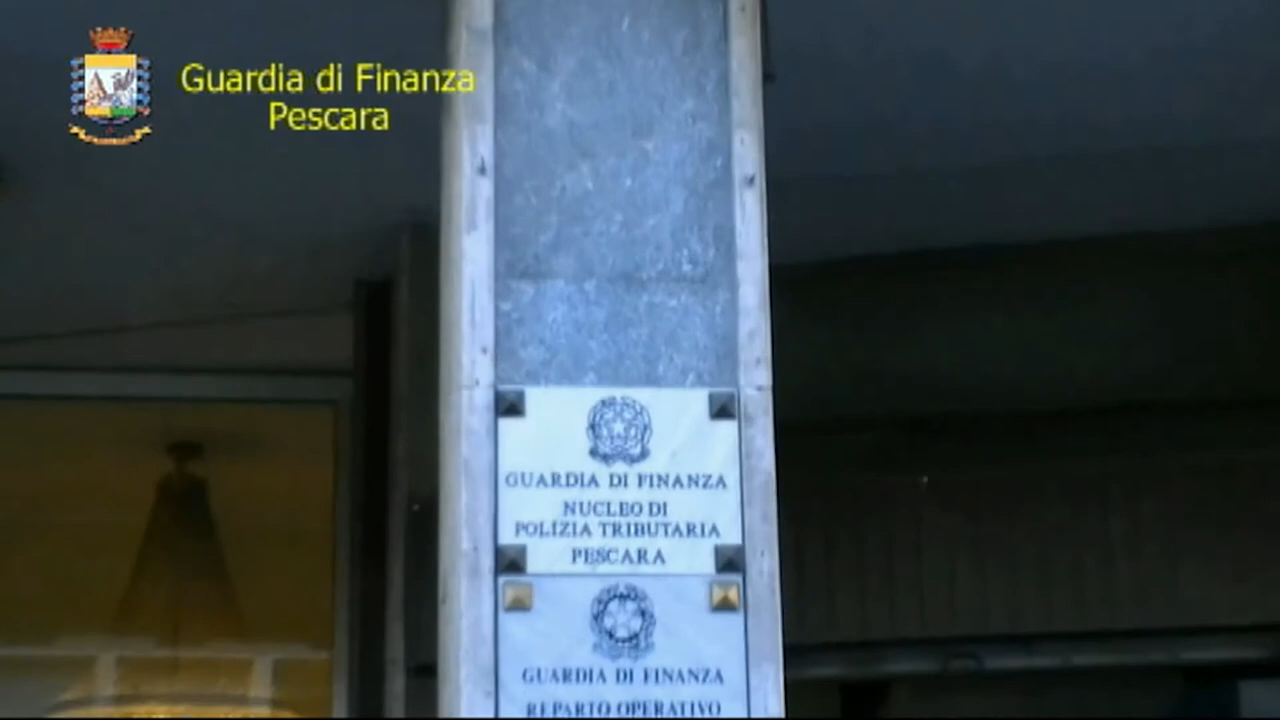 Guardia di Finanza
Pescara
GUARDIA DI FINANZA
NUCLEO DI
POLIZIA TRIBUTARIA
PESCARA
GUARDIA DI FINANZA
REPARTO OPERATIVO